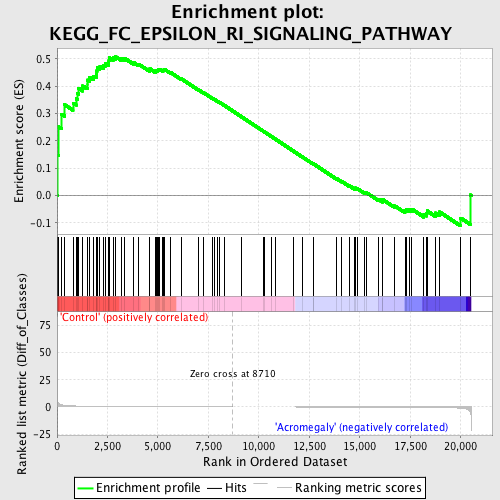 Enrichment plot:
KEGG_FC_EPSILON_RI_SIGNALING_PATHWAY
Enrichment score (ES)
0.5
0.4
0.3
0.2
0.1
0.0
-0.1
Ranked list metric (Diff_of_Classes)
'Control' (positively correlated)
75
50
Zero cross at 8710
25
0
'Acromegaly' (negatively correlated)
-25
0 2,500 5,000 7,500 10,000 12,500 15,000 17,500 20,000
Rank in Ordered Dataset
Enrichment profile Hits Ranking metric scores